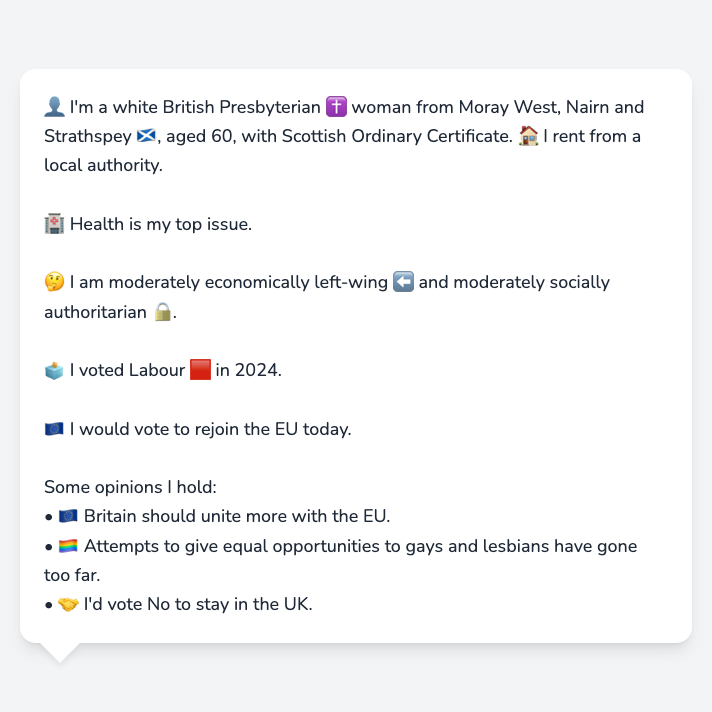 👤 I'm a white British Presbyterian ✝️ woman from Moray West, Nairn and
Strathspey 🏴󠁧󠁢󠁳󠁣󠁴󠁿, aged 60, with Scottish Ordinary Certificate. 🏠 I rent from a
local authority.
🏥 Health is my top issue.
🤔 I am moderately economically left-wing ⬅️ and moderately socially
authoritarian 🔒.
🗳️ I voted Labour 🟥 in 2024.
🇪🇺 I would vote to rejoin the EU today.
Some opinions I hold:
• 🇪🇺 Britain should unite more with the EU.
• 🏳️‍🌈 Attempts to give equal opportunities to gays and lesbians have gone
too far.
• 🤝 I'd vote No to stay in the UK.